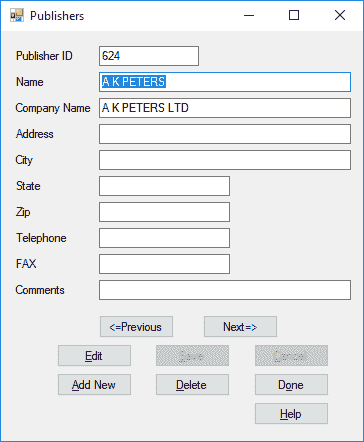 Publishers
Publisher ID 624
Name A K PETERS
Company Name A K PETERS LTD
Address
City
State
Zip
Telephone
FAX
Comments
<=Previous Next=>
Edit Save Cancel
Add New Delete Done
Help